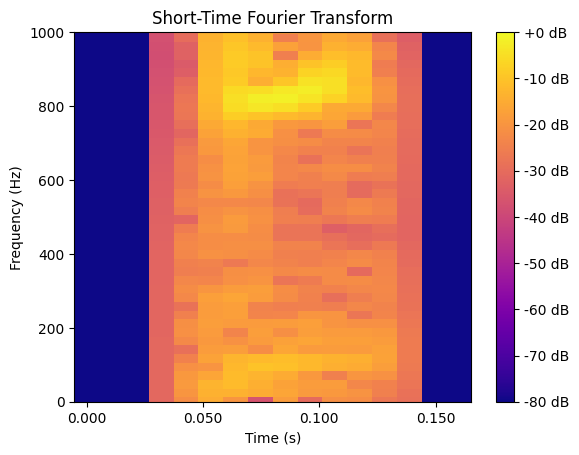 Short-Time Fourier Transform
1000
800
600
400
200
0
Frequency (Hz)
0.000
0.050
0.100
0.150
Time (s)
+0 dB
-10 dB
-20 dB
-30 dB
-40 dB
-50 dB
-60 dB
-70 dB
-80 dB